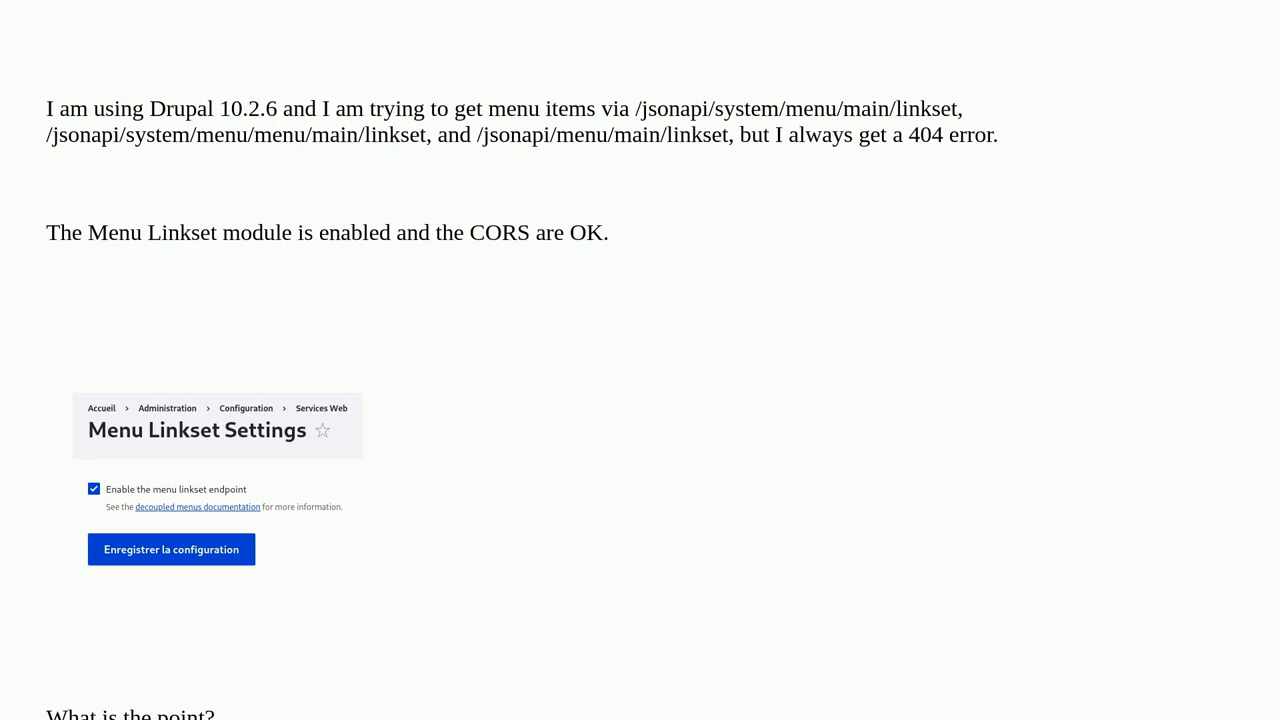 I am using Drupal 10.2.6 and I am trying to get menu items via /jsonapi/system/menu/main/linkset,
/jsonapi/system/menu/menu/main/linkset, and /jsonapi/menu/main/linkset, but I always get a 404 error.
The Menu Linkset module is enabled and the CORS are OK.
Accueil › Administration › Configuration › Services Web
Menu Linkset Settings ☆
Enable the menu linkset endpoint
See the decoupled menus documentation for more information.
Enregistrer la configuration
What is the point?